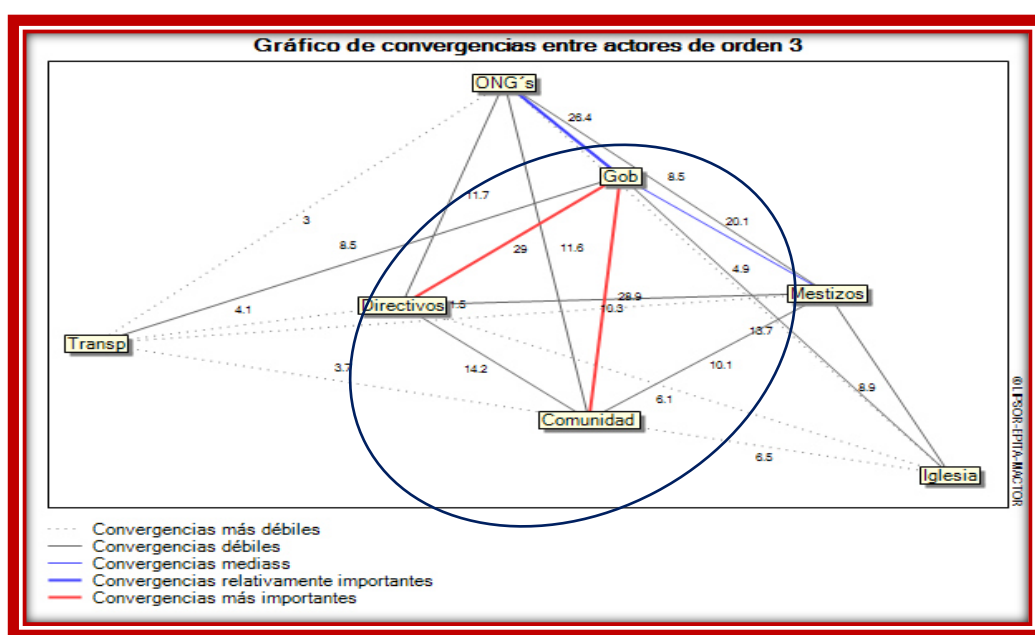 Gráfico de convergencias entre actores de orden 3
ONG´s
26.4
Gob
8.5
11.7
3
20.1
8.5
29
11.6
4.9
Mestizos
28.9
Directivos
1.5
10.3
4.1
13.7
Transp
3.7
14.2
10.1
8.9
6.1
Comunidad
6.5
Iglesia
@LIPSOR-EPITA-MACTOR
Convergencias más débiles
Convergencias débiles
Convergencias mediass
Convergencias relativamente importantes
Convergencias más importantes